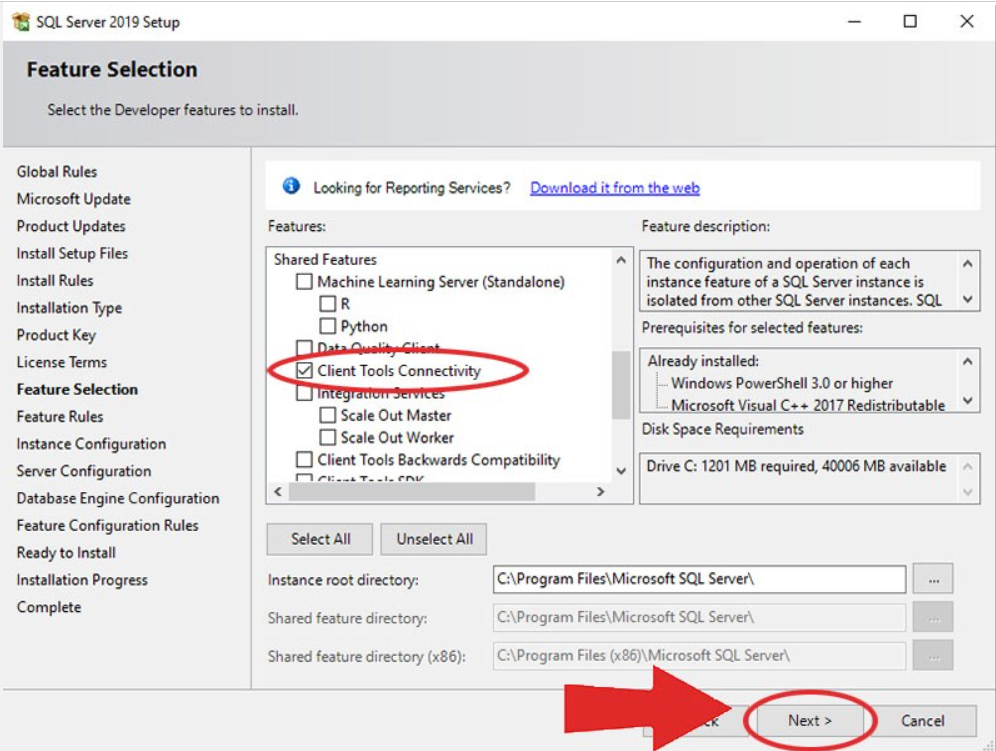 SQL Server 2019 Setup
Feature Selection
Select the Developer features to install.
Global Rules
Microsoft Update
Product Updates
Install Setup Files
Install Rules
Installation Type
Product Key
License Terms
Feature Selection
Feature Rules
Instance Configuration
Server Configuration
Database Engine Configuration
Feature Configuration Rules
Ready to Install
Installation Progress
Complete
Looking for Reporting Services? Download it from the web
Features:
Shared Features
Machine Learning Server (Standalone)
R
Python
Data Quality Client
Client Tools Connectivity
Integration Services
Scale Out Master
Scale Out Worker
Client Tools Backwards Compatibility
Client Tools SDK
Feature description:
The configuration and operation of each
instance feature of a SQL Server instance is
isolated from other SQL Server instances. SQL
Prerequisites for selected features:
Already installed:
Windows PowerShell 3.0 or higher
Microsoft Visual C++ 2017 Redistributable
Disk Space Requirements
Drive C: 1201 MB required, 40006 MB available
Select All
Unselect All
Instance root directory: C:\Program Files\Microsoft SQL Server\ ...
Shared feature directory: C:\Program Files\Microsoft SQL Server\ ...
Shared feature directory (x86): C:\Program Files (x86)\Microsoft SQL Server\ ...
Next >
Cancel